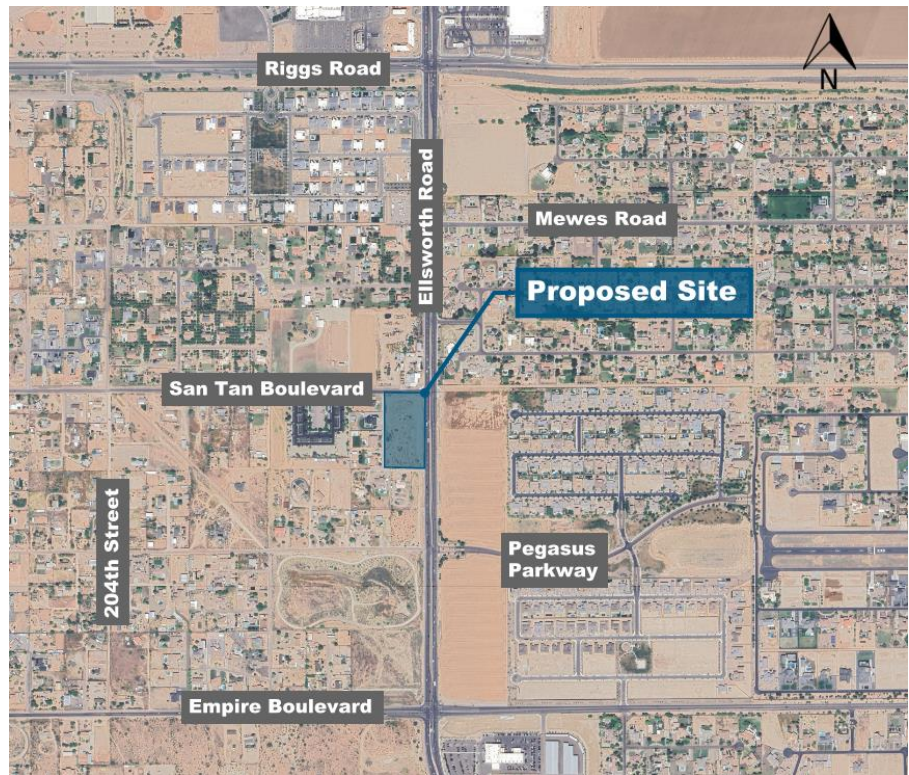 Riggs Road
N
Ellsworth Road
Mewes Road
Proposed Site
San Tan Boulevard
204th Street
Pegasus
Parkway
Empire Boulevard